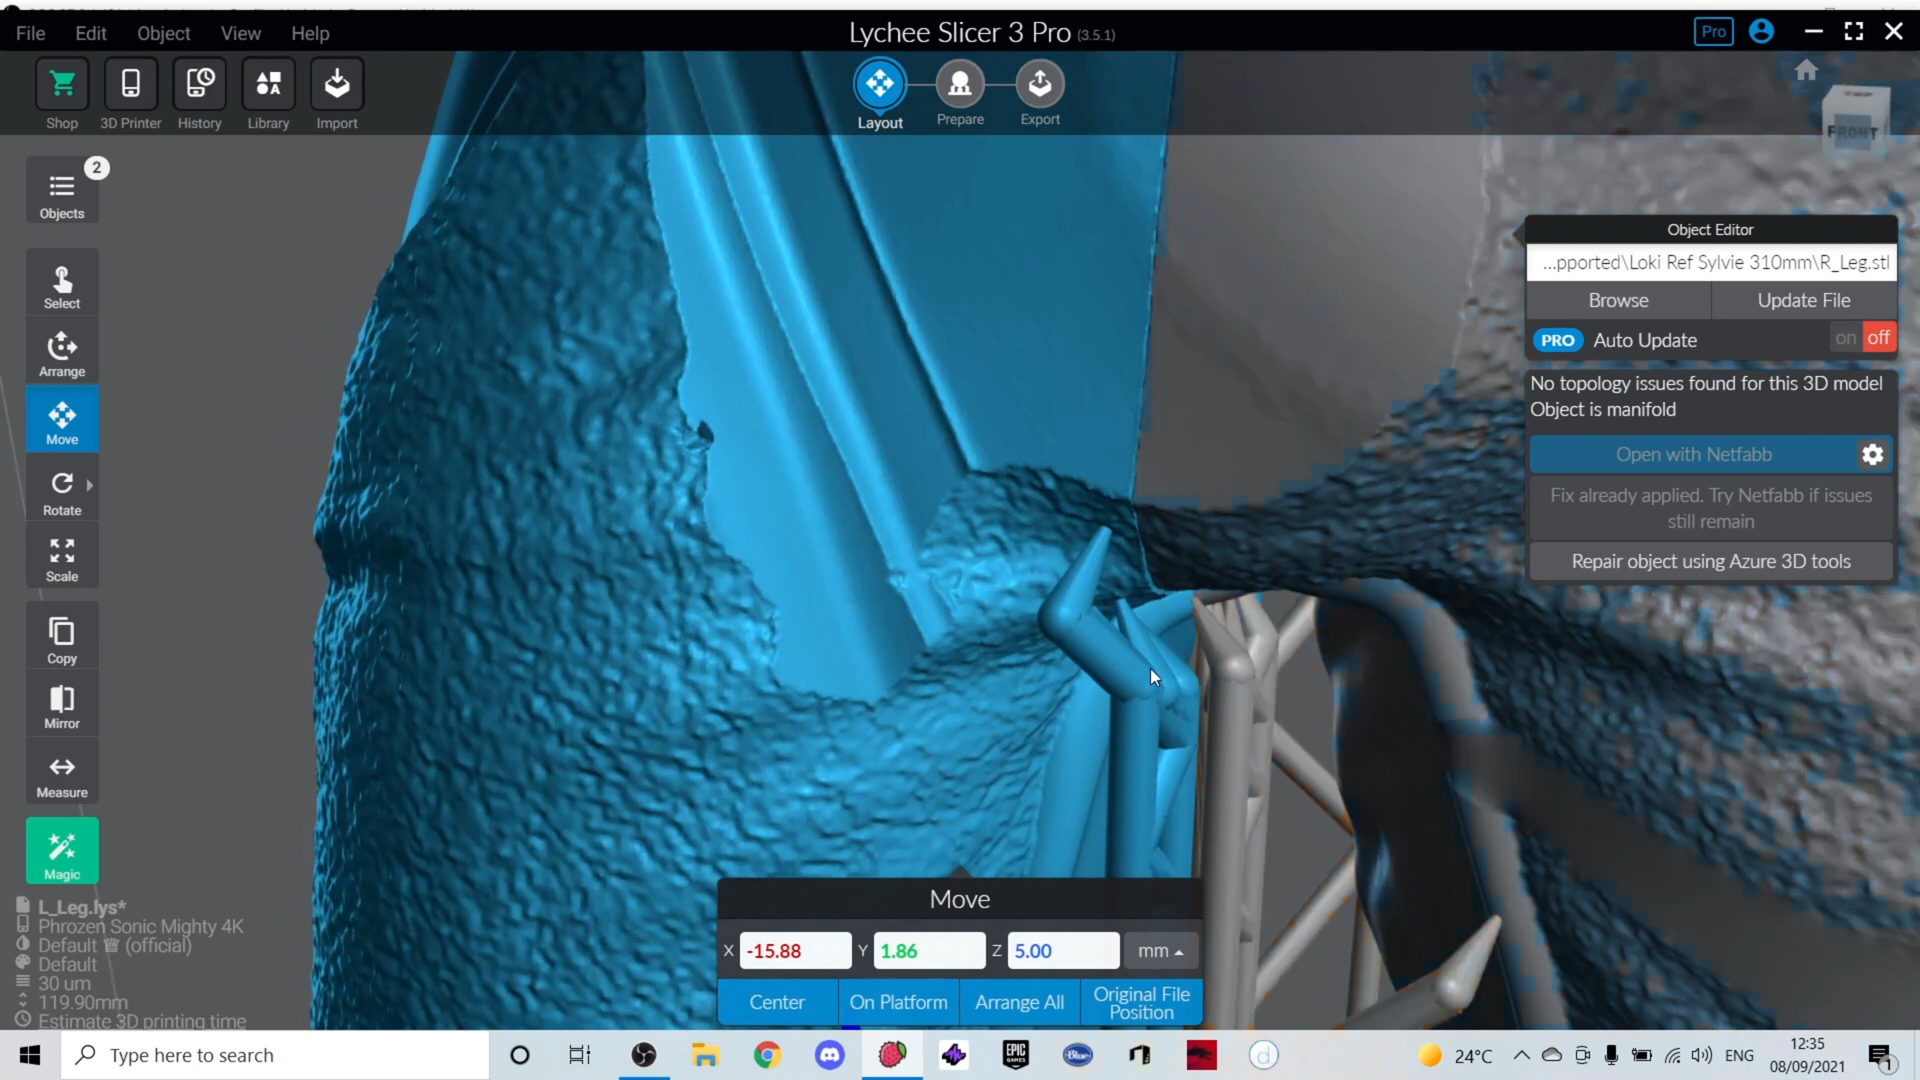 Lychee Slicer 3 Pro (3.5.1)
File Edit Object View Help
Pro
Shop 3D Printer History Library Import
Layout Prepare Export
TOP
FRONT
2
Objects
Select
Arrange
Move
Rotate
Scale
Copy
Mirror
Measure
Magic
Object Editor
...pported\Loki Ref Sylvie 310mm\R_Leg.stl
Browse Update File
PRO Auto Update on off
No topology issues found for this 3D model
Object is manifold
Open with Netfabb
Fix already applied. Try Netfabb if issues
still remain
Repair object using Azure 3D tools
L_Leg.lys*
Phrozen Sonic Mighty 4K
Default (official)
Default
30 um
119.90mm
Estimate 3D printing time
Move
X -15.88 Y 1.86 Z 5.00 mm
Center On Platform Arrange All Original File
Position
Type here to search
EPIC
GAMES
Blue
d
24°C
ENG
12:35
08/09/2021
1